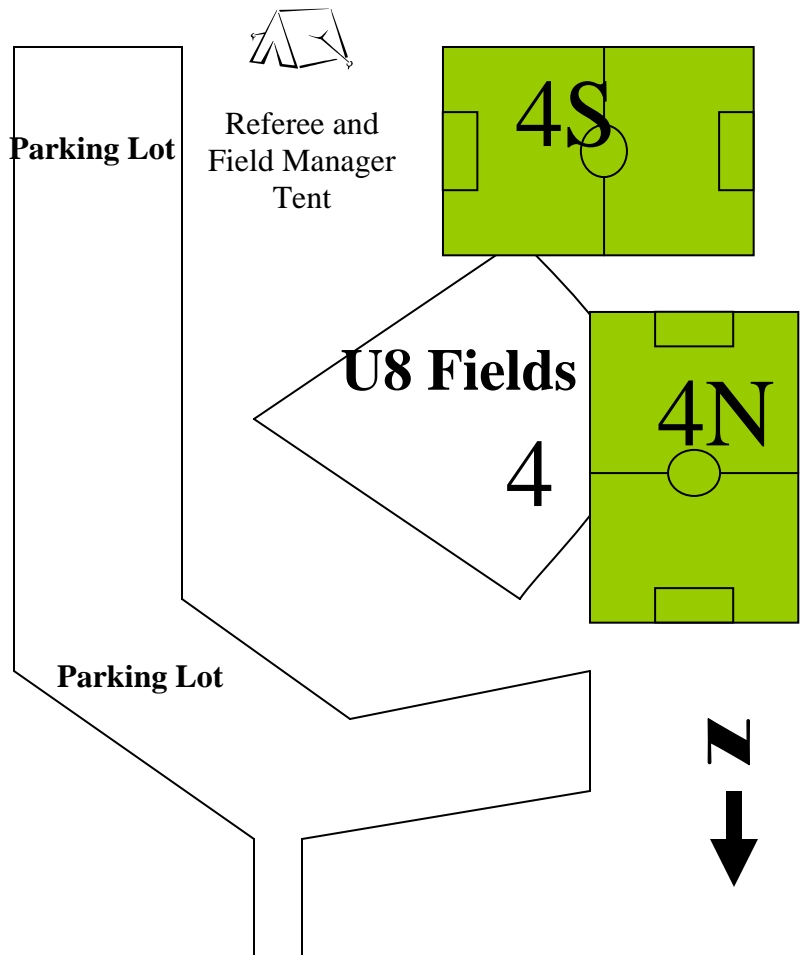 Parking Lot
Referee and
Field Manager
Tent
4S
U8 Fields
4
4N
Parking Lot
N